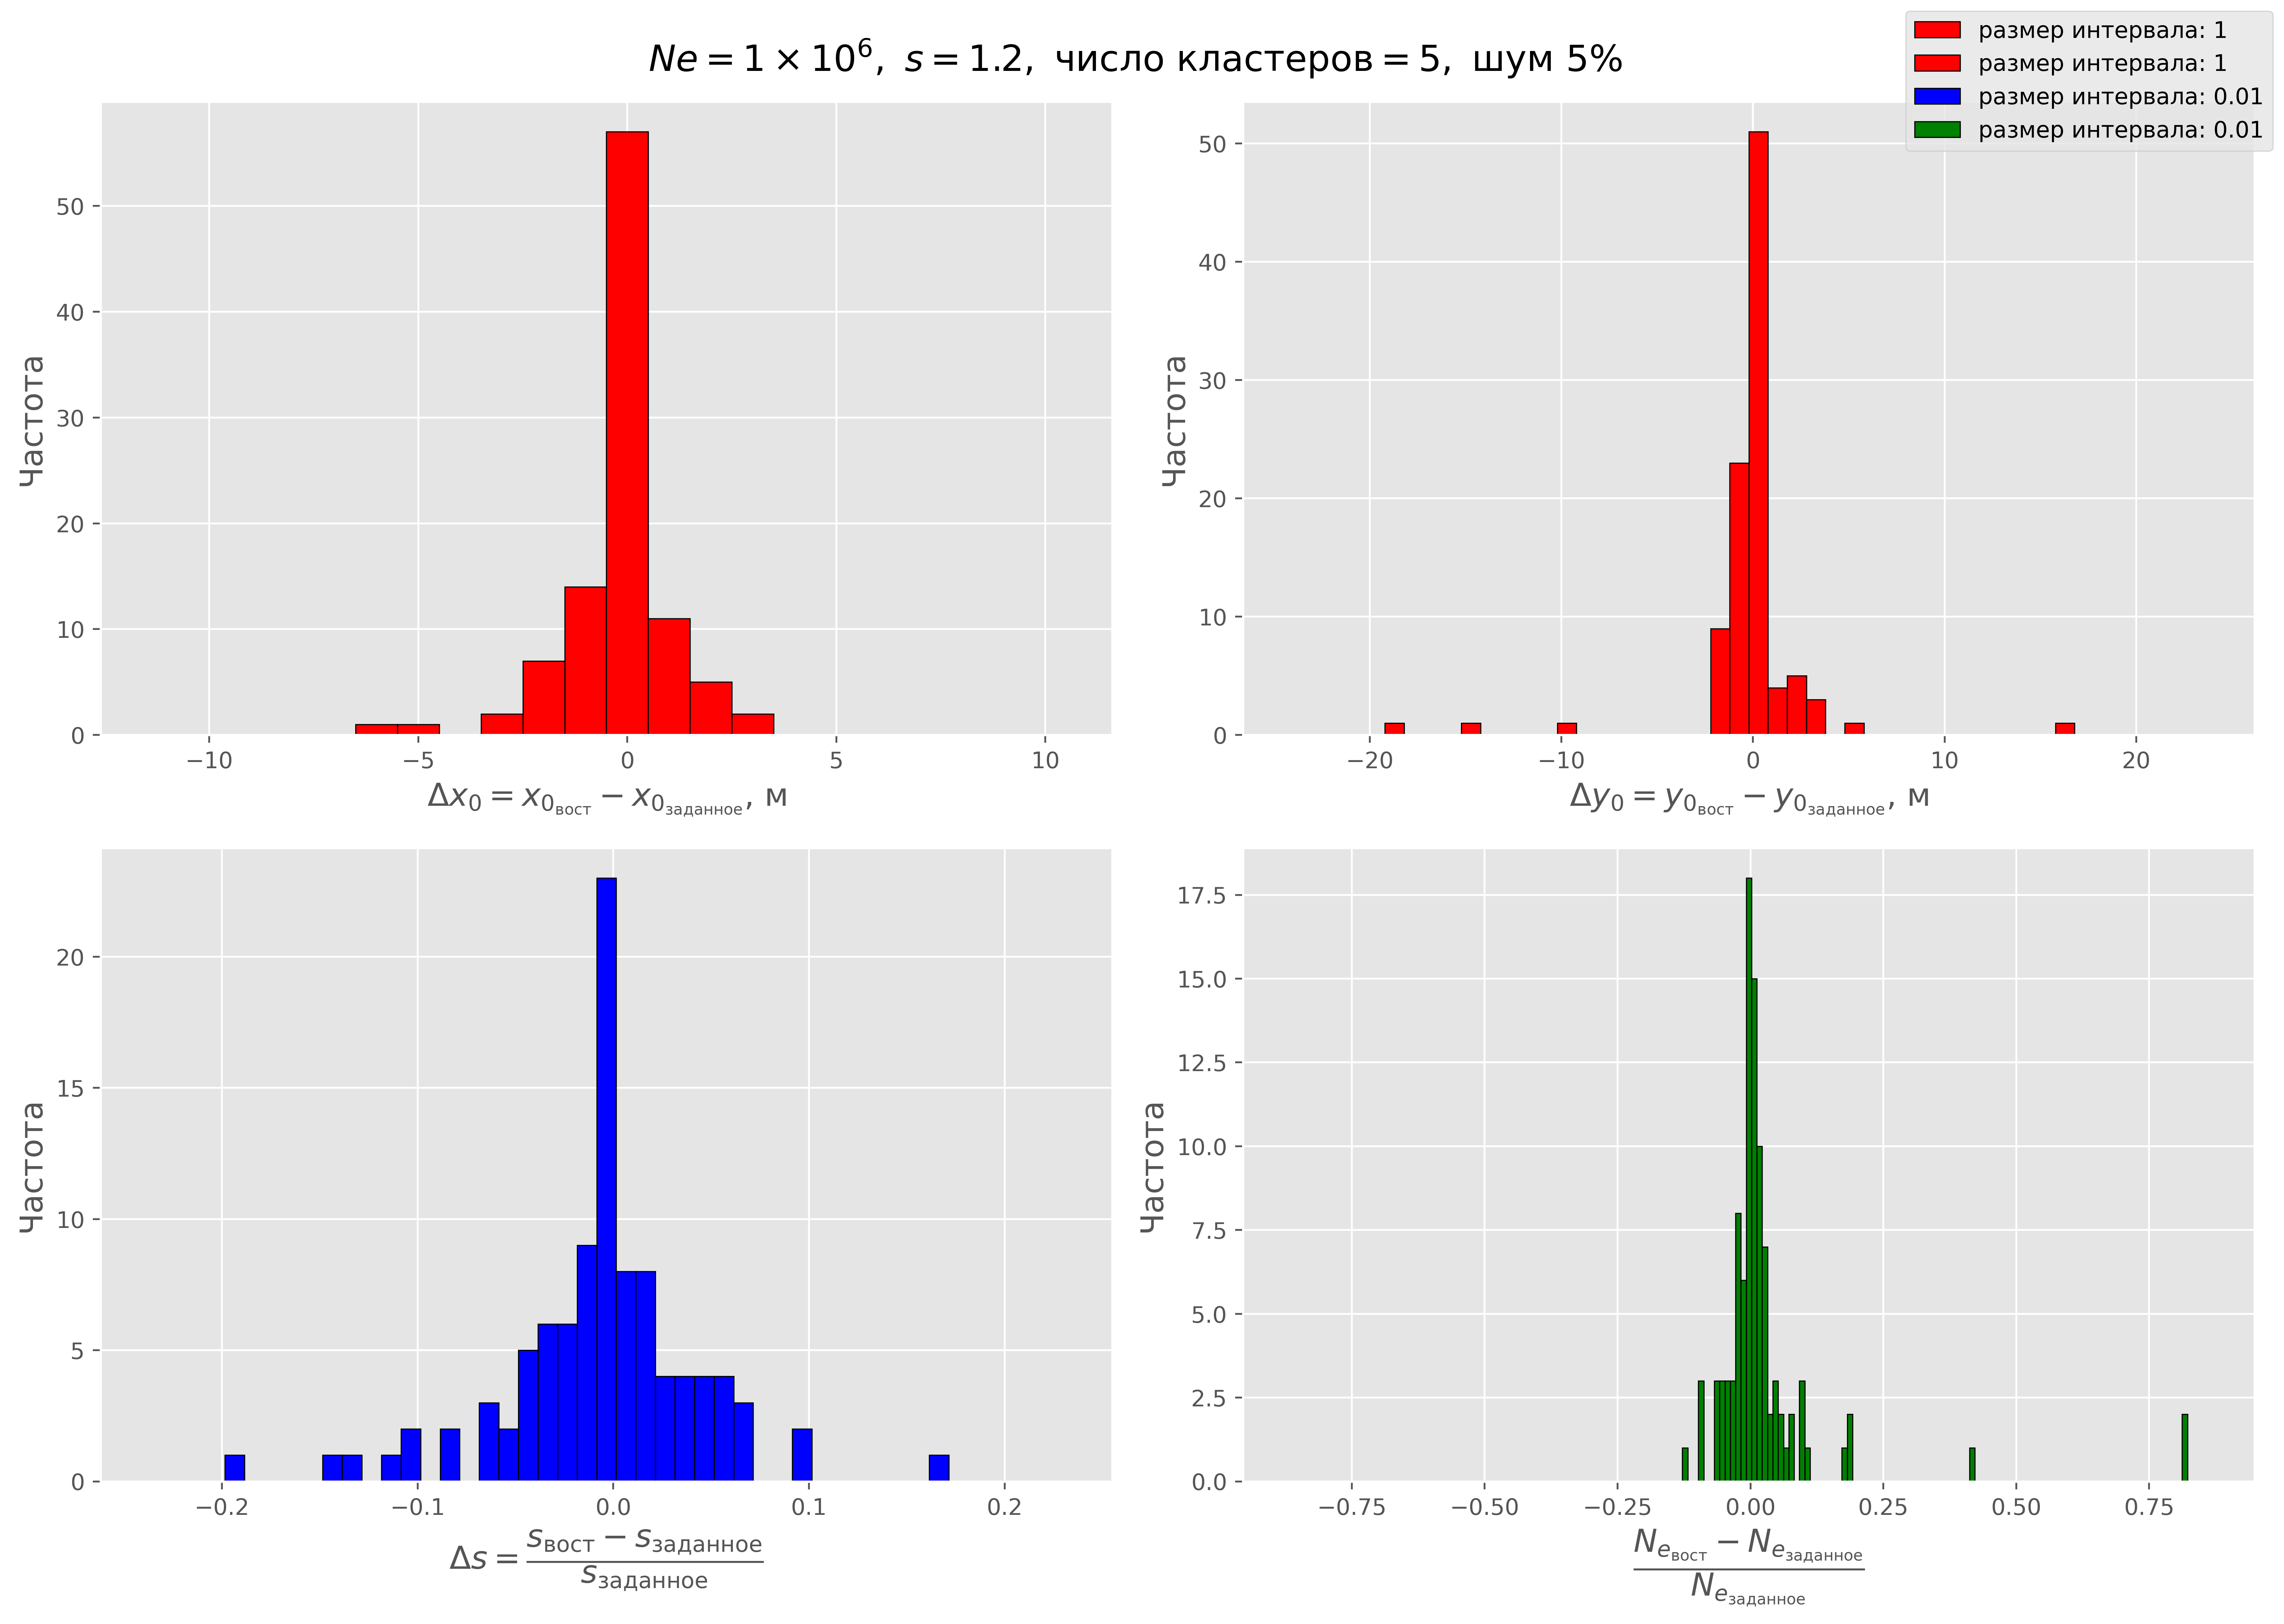 Ne = 1 × 10⁶, s = 1.2, число кластеров = 5, шум 5%
размер интервала: 1
размер интервала: 1
размер интервала: 0.01
размер интервала: 0.01
Частота
50
40
30
20
10
0
−10 −5 0 5 10
Δx₀ = x₀вост − x₀заданное, м
Частота
50
40
30
20
10
0
−20 −10 0 10 20
Δy₀ = y₀вост − y₀заданное, м
Частота
20
15
10
5
0
−0.2 −0.1 0.0 0.1 0.2
sвост − sзаданное
Δs =
sзаданное
Частота
17.5
15.0
12.5
10.0
7.5
5.0
2.5
0.0
−0.75 −0.50 −0.25 0.00 0.25 0.50 0.75
Nₑвост − Nₑзаданное
Nₑзаданное